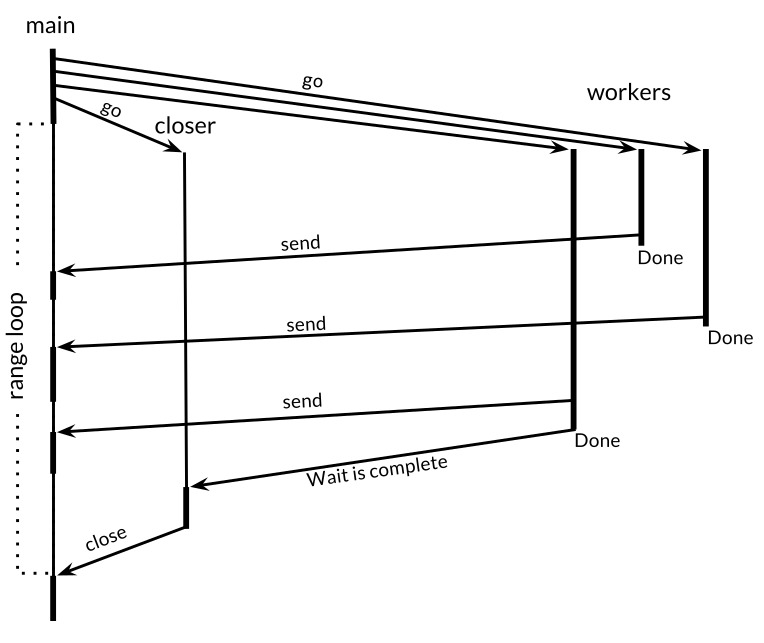 main
go
workers
go
closer
send
Done
range loop
send
Done
send
Done
Wait is complete
close